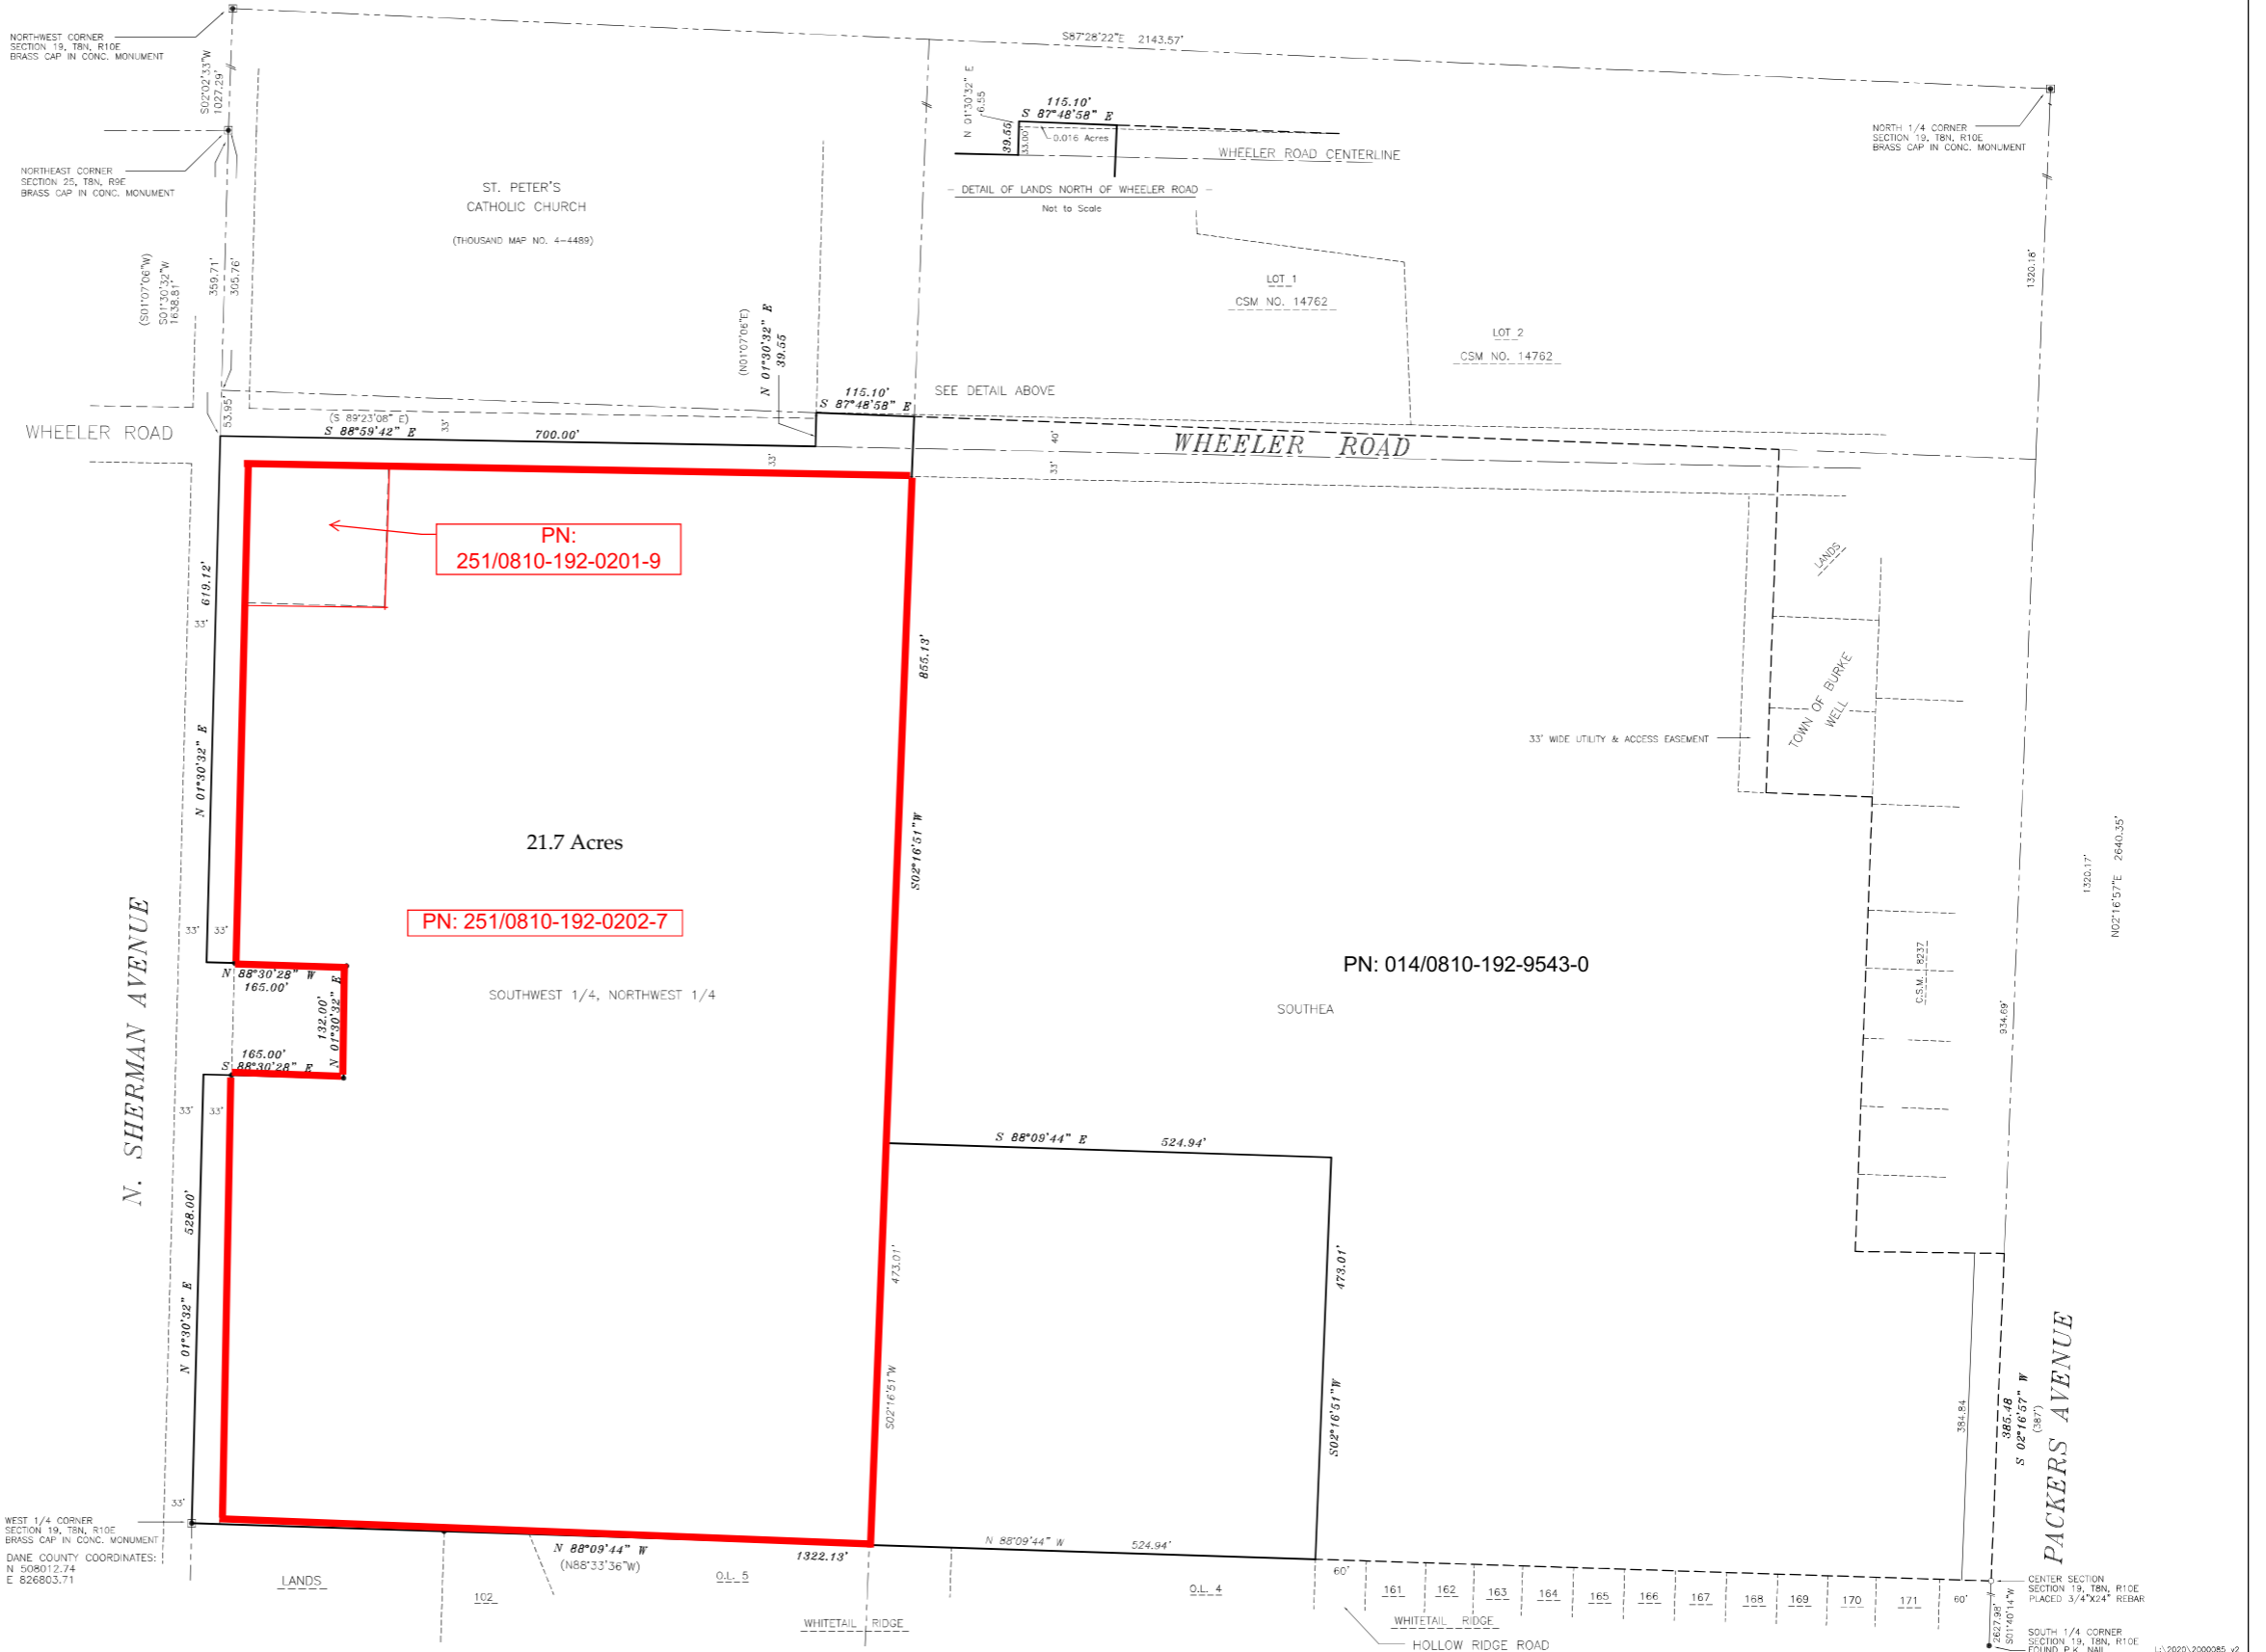 NORTHWEST CORNER
SECTION 19, T8N, R10E
BRASS CAP IN CONC. MONUMENT
S02°02'33"W
1027.29'
S87°28'22"E 2143.57'
NORTH 1/4 CORNER
SECTION 19, T8N, R10E
BRASS CAP IN CONC. MONUMENT
NORTHEAST CORNER
SECTION 25, T8N, R9E
BRASS CAP IN CONC. MONUMENT
N 01°30'32" E
6.55
115.10'
S 87°48'58" E
39.55
33.00'
0.016 Acres
WHEELER ROAD CENTERLINE
- DETAIL OF LANDS NORTH OF WHEELER ROAD -
Not to Scale
ST. PETER'S
CATHOLIC CHURCH
(THOUSAND MAP NO. 4-4489)
(S01°07'06"W)
S01°30'32"W
1638.81'
359.71'
305.76'
1320.18'
LOT 1
CSM NO. 14762
LOT 2
CSM NO. 14762
(N01°07'06"E)
N 01°30'32" E
39.55
115.10'
S 87°48'58" E
SEE DETAIL ABOVE
53.95'
WHEELER ROAD
(S 89°23'08" E)
S 88°59'42" E
33'
700.00'
33'
40'
33'
WHEELER ROAD
PN:
251/0810-192-0201-9
619.12'
33'
N 01°30'32" E
855.13'
S02°16'51"W
LANDS
TOWN OF BURKE
WELL
33' WIDE UTILITY & ACCESS EASEMENT
21.7 Acres
PN: 251/0810-192-0202-7
1320.17'
N02°16'57"E 2640.35'
C.S.M. 8237
N. SHERMAN AVENUE
33'
33'
N 88°30'28" W
165.00'
132.00'
N 01°30'32" E
165.00'
S 88°30'28" E
SOUTHWEST 1/4, NORTHWEST 1/4
PN: 014/0810-192-9543-0
SOUTHEA
934.69'
33'
33'
S 88°09'44" E
524.94'
528.00'
N 01°30'32" E
473.01'
S02°16'51"W
473.01'
S02°16'51"W
384.84
385.48
S 02°16'57" W
(387')
PACKERS AVENUE
33'
WEST 1/4 CORNER
SECTION 19, T8N, R10E
BRASS CAP IN CONC. MONUMENT
DANE COUNTY COORDINATES:
N 508012.74
E 826803.71
LANDS
102
N 88°09'44" W
(N88°33'36"W)
1322.13'
O.L. 5
WHITETAIL RIDGE
N 88°09'44" W
524.94'
O.L. 4
60'
161
162
163
164
165
166
167
168
169
170
171
60'
WHITETAIL RIDGE
HOLLOW RIDGE ROAD
CENTER SECTION
SECTION 19, T8N, R10E
PLACED 3/4"X24" REBAR
2627.98'
S01°40'14"W
SOUTH 1/4 CORNER
SECTION 19, T8N, R10E
FOUND P.K. NAIL
L:\2020\2000085 v2